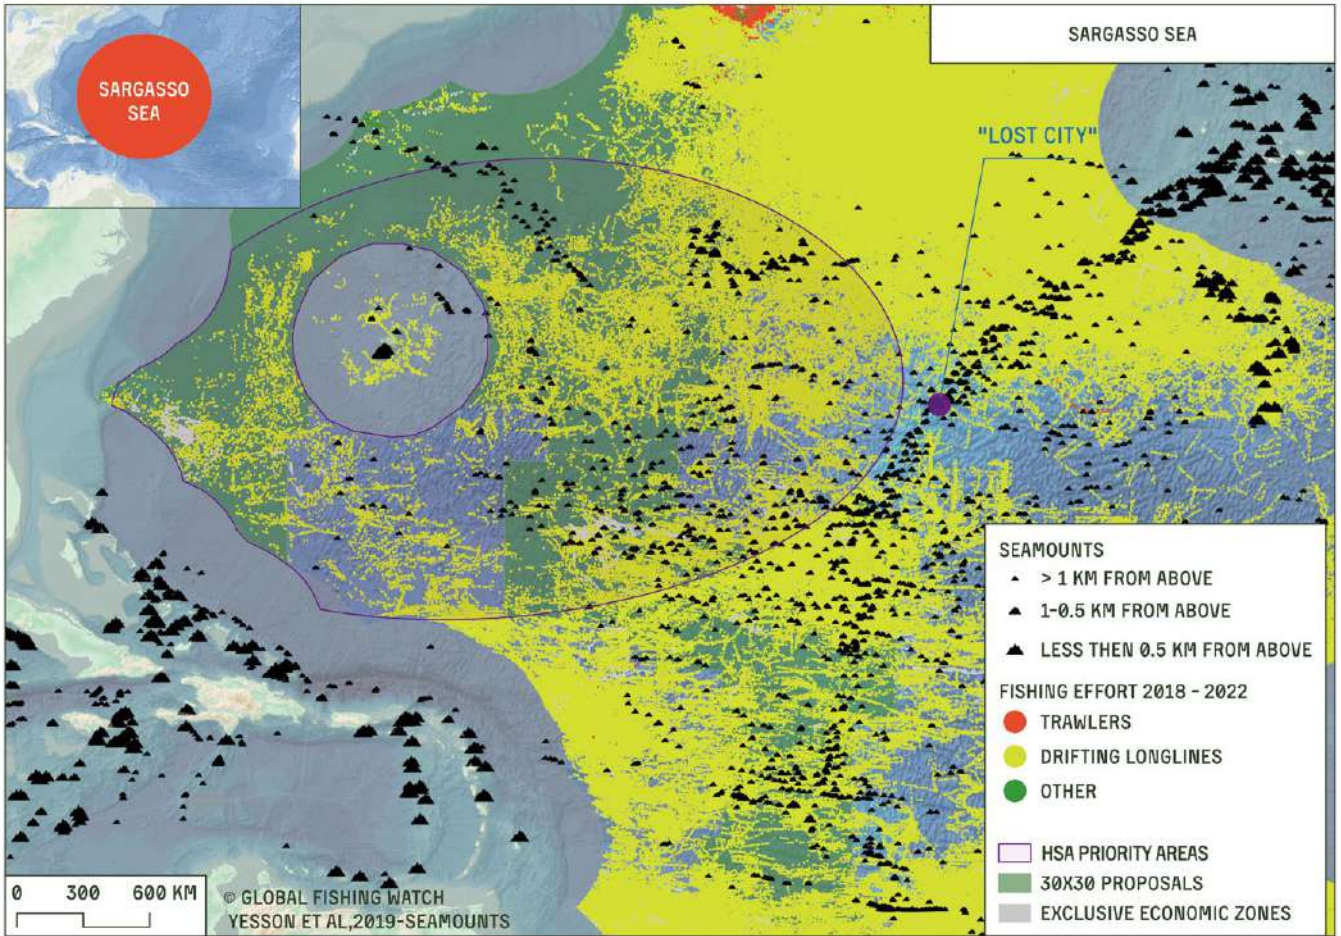 SARGASSO
SEA
SARGASSO SEA
"LOST CITY"
SEAMOUNTS
> 1 KM FROM ABOVE
1-0.5 KM FROM ABOVE
LESS THEN 0.5 KM FROM ABOVE
FISHING EFFORT 2018 - 2022
TRAWLERS
DRIFTING LONGLINES
OTHER
HSA PRIORITY AREAS
30X30 PROPOSALS
EXCLUSIVE ECONOMIC ZONES
0 300 600 KM
© GLOBAL FISHING WATCH
YESSON ET AL,2019-SEAMOUNTS